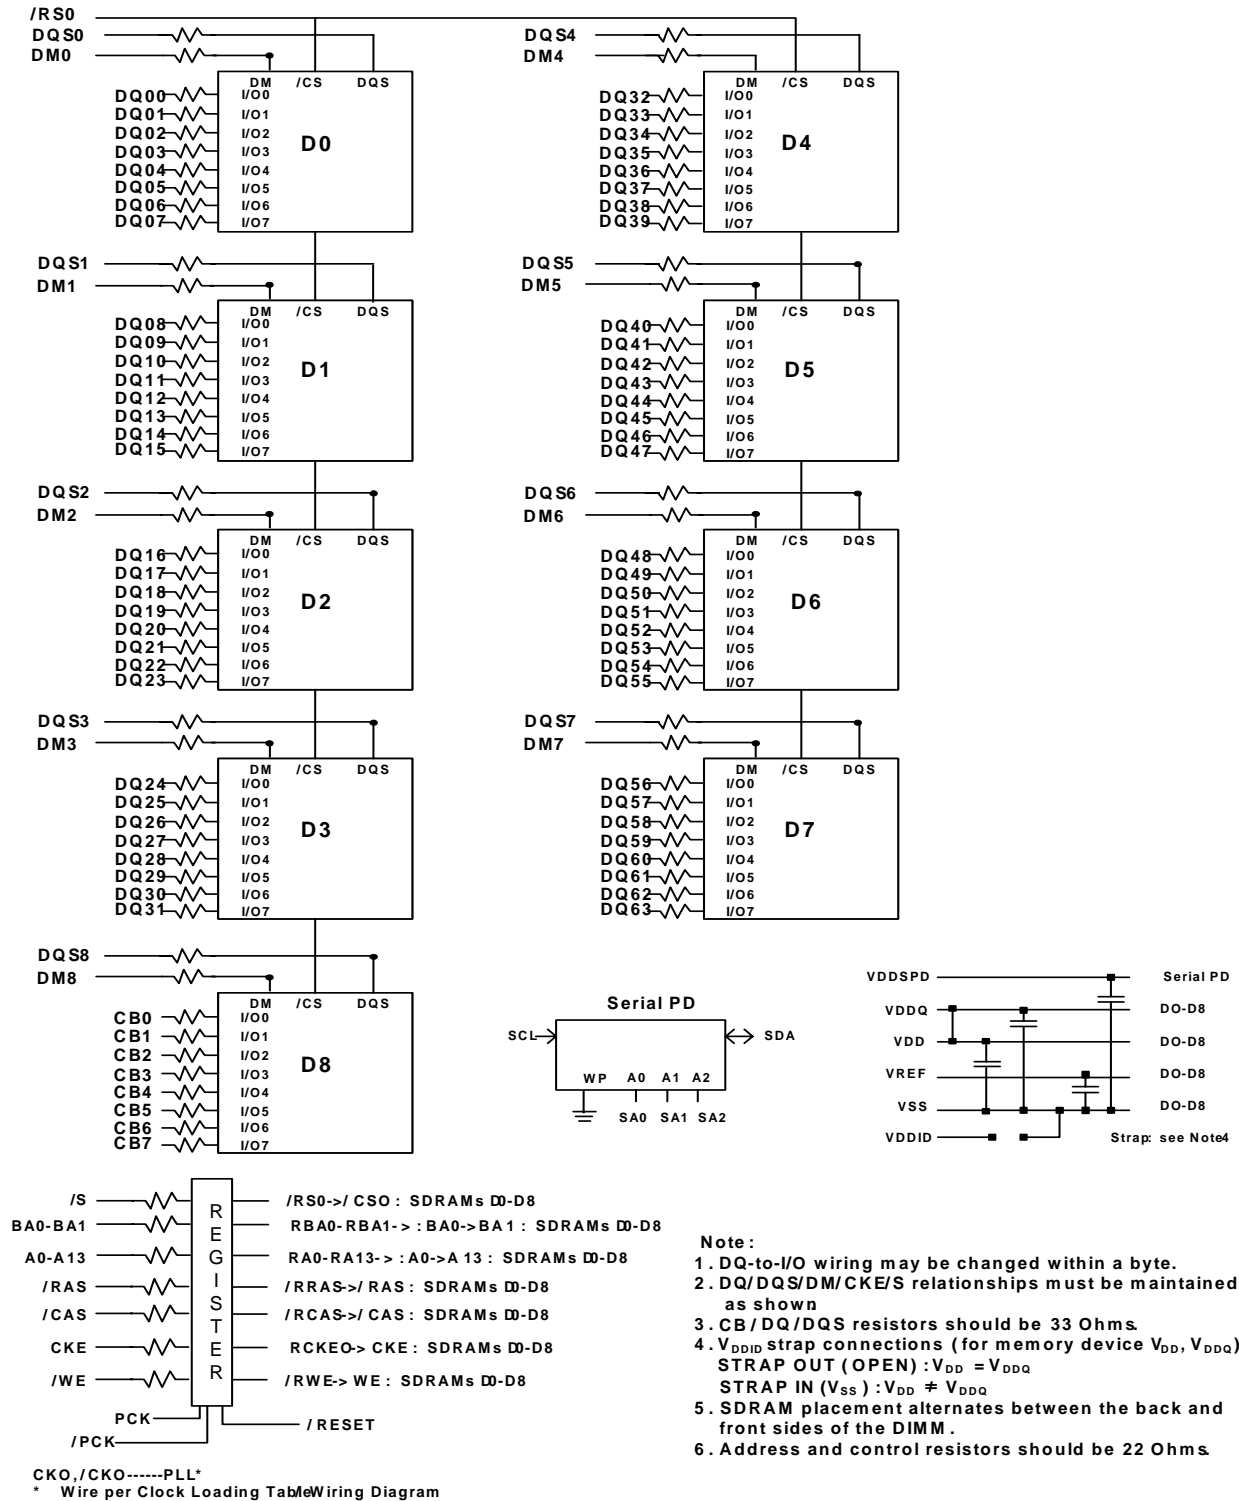 /RS0
DQS0
DM0
DM /CS DQS
DQ00 I/O0
DQ01 I/O1
DQ02 I/O2
DQ03 I/O3
DQ04 I/O4
DQ05 I/O5
DQ06 I/O6
DQ07 I/O7
D0
DQS4
DM4
DM /CS DQS
DQ32 I/O0
DQ33 I/O1
DQ34 I/O2
DQ35 I/O3
DQ36 I/O4
DQ37 I/O5
DQ38 I/O6
DQ39 I/O7
D4
DQS1
DM1
DM /CS DQS
DQ08 I/O0
DQ09 I/O1
DQ10 I/O2
DQ11 I/O3
DQ12 I/O4
DQ13 I/O5
DQ14 I/O6
DQ15 I/O7
D1
DQS5
DM5
DM /CS DQS
DQ40 I/O0
DQ41 I/O1
DQ42 I/O2
DQ43 I/O3
DQ44 I/O4
DQ45 I/O5
DQ46 I/O6
DQ47 I/O7
D5
DQS2
DM2
DM /CS DQS
DQ16 I/O0
DQ17 I/O1
DQ18 I/O2
DQ19 I/O3
DQ20 I/O4
DQ21 I/O5
DQ22 I/O6
DQ23 I/O7
D2
DQS6
DM6
DM /CS DQS
DQ48 I/O0
DQ49 I/O1
DQ50 I/O2
DQ51 I/O3
DQ52 I/O4
DQ53 I/O5
DQ54 I/O6
DQ55 I/O7
D6
DQS3
DM3
DM /CS DQS
DQ24 I/O0
DQ25 I/O1
DQ26 I/O2
DQ27 I/O3
DQ28 I/O4
DQ29 I/O5
DQ30 I/O6
DQ31 I/O7
D3
DQS7
DM7
DM /CS DQS
DQ56 I/O0
DQ57 I/O1
DQ58 I/O2
DQ59 I/O3
DQ60 I/O4
DQ61 I/O5
DQ62 I/O6
DQ63 I/O7
D7
DQS8
DM8
DM /CS DQS
CB0 I/O0
CB1 I/O1
CB2 I/O2
CB3 I/O3
CB4 I/O4
CB5 I/O5
CB6 I/O6
CB7 I/O7
D8
Serial PD
SCL SDA
WP A0 A1 A2
SA0 SA1 SA2
VDDSPD Serial PD
VDDQ DO-D8
VDD DO-D8
VREF DO-D8
VSS DO-D8
VDDID Strap: see Note4
REGISTER
/S /RS0->/ CSO : SDRAMs D0-D8
BA0-BA1 RBA0-RBA1-> : BA0->BA1 : SDRAMs D0-D8
A0-A13 RA0-RA13-> : A0->A13 : SDRAMs D0-D8
/RAS /RRAS->/ RAS : SDRAMs D0-D8
/CAS /RCAS->/ CAS : SDRAMs D0-D8
CKE RCKEO-> CKE : SDRAMs D0-D8
/WE /RWE-> WE : SDRAMs D0-D8
PCK
/PCK
/RESET
CKO,/CKO------PLL*
* Wire per Clock Loading Table/Wiring Diagram
Note :
1. DQ-to-I/O wiring may be changed within a byte.
2. DQ/DQS/DM/CKE/S relationships must be maintained
as shown.
3. CB/DQ/DQS resistors should be 33 Ohms.
4. VDDID strap connections (for memory device VDD, VDDQ)
STRAP OUT (OPEN) : VDD = VDDQ
STRAP IN (VSS) : VDD ≠ VDDQ
5. SDRAM placement alternates between the back and
front sides of the DIMM.
6. Address and control resistors should be 22 Ohms.